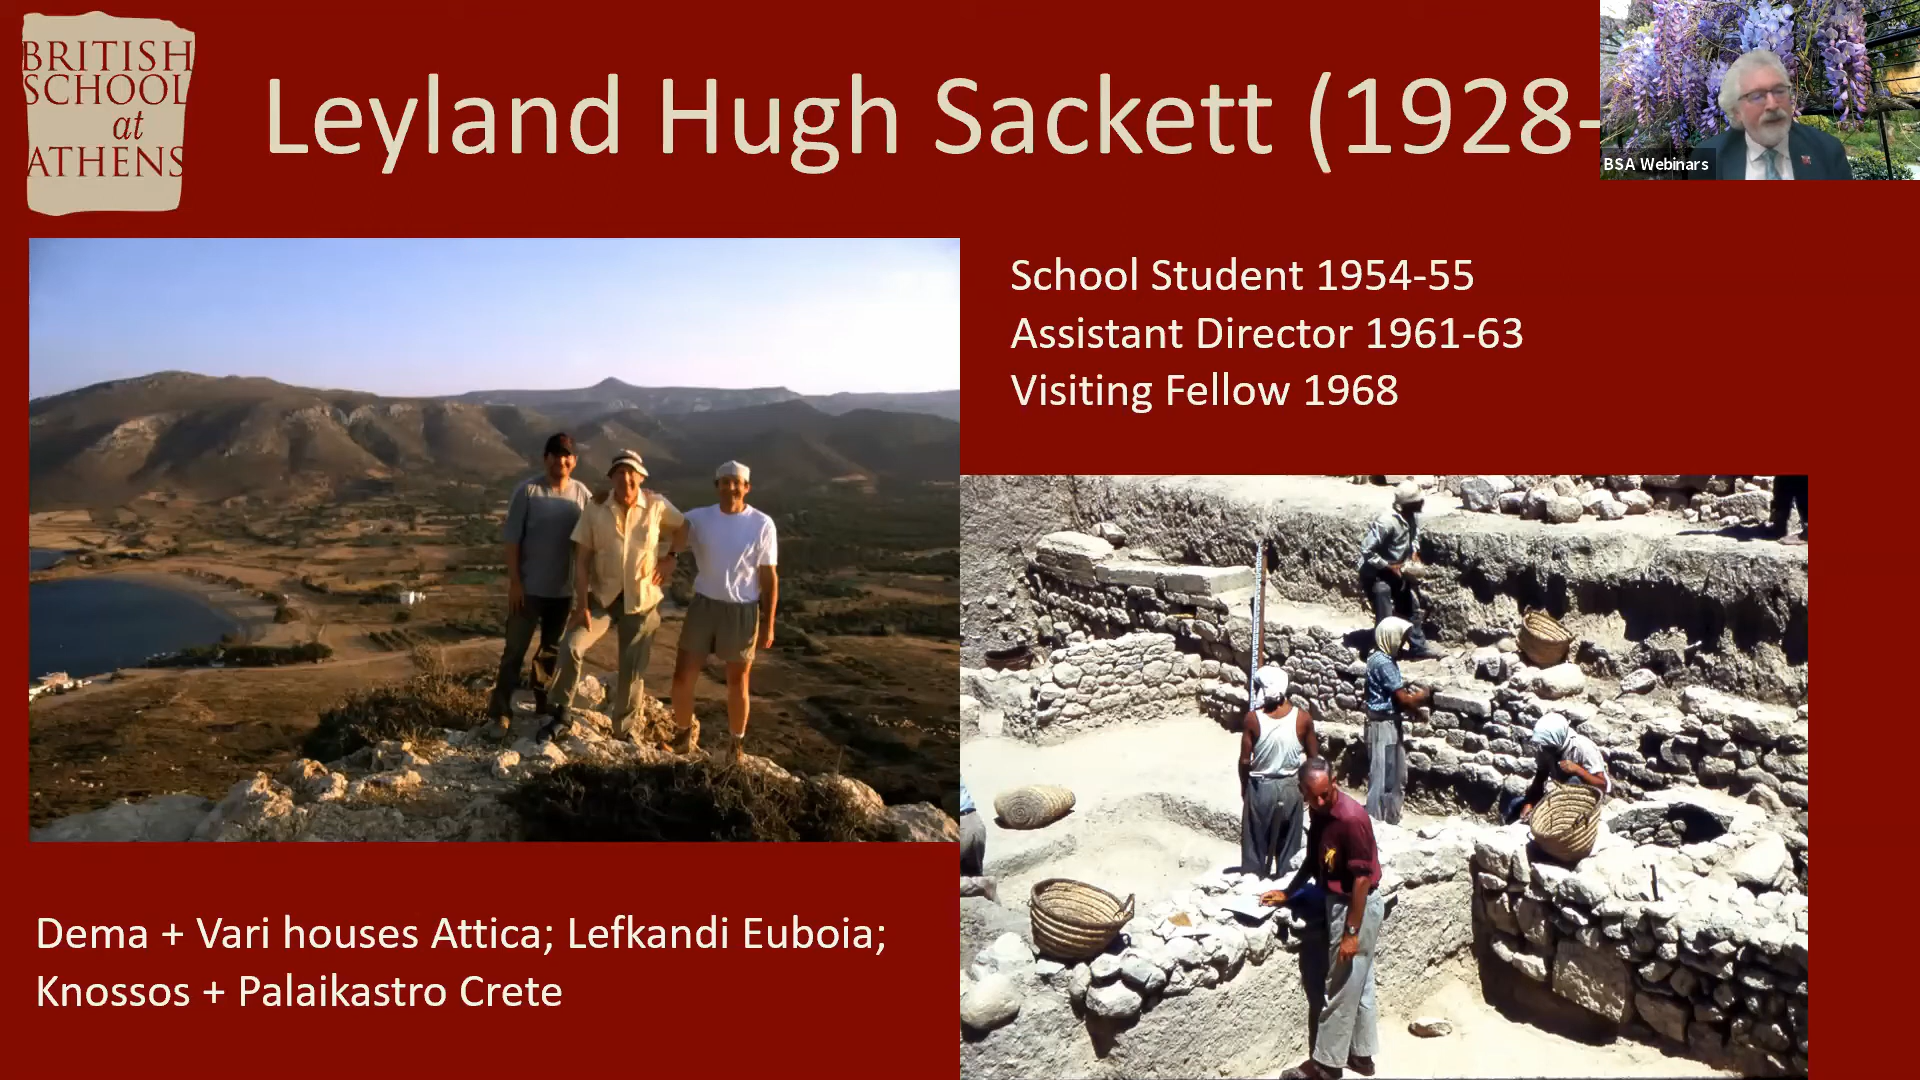 BRITISH
SCHOOL
at
ATHENS
Leyland Hugh Sackett (1928-
BSA Webinars
School Student 1954-55
Assistant Director 1961-63
Visiting Fellow 1968
Dema + Vari houses Attica; Lefkandi Euboia;
Knossos + Palaikastro Crete